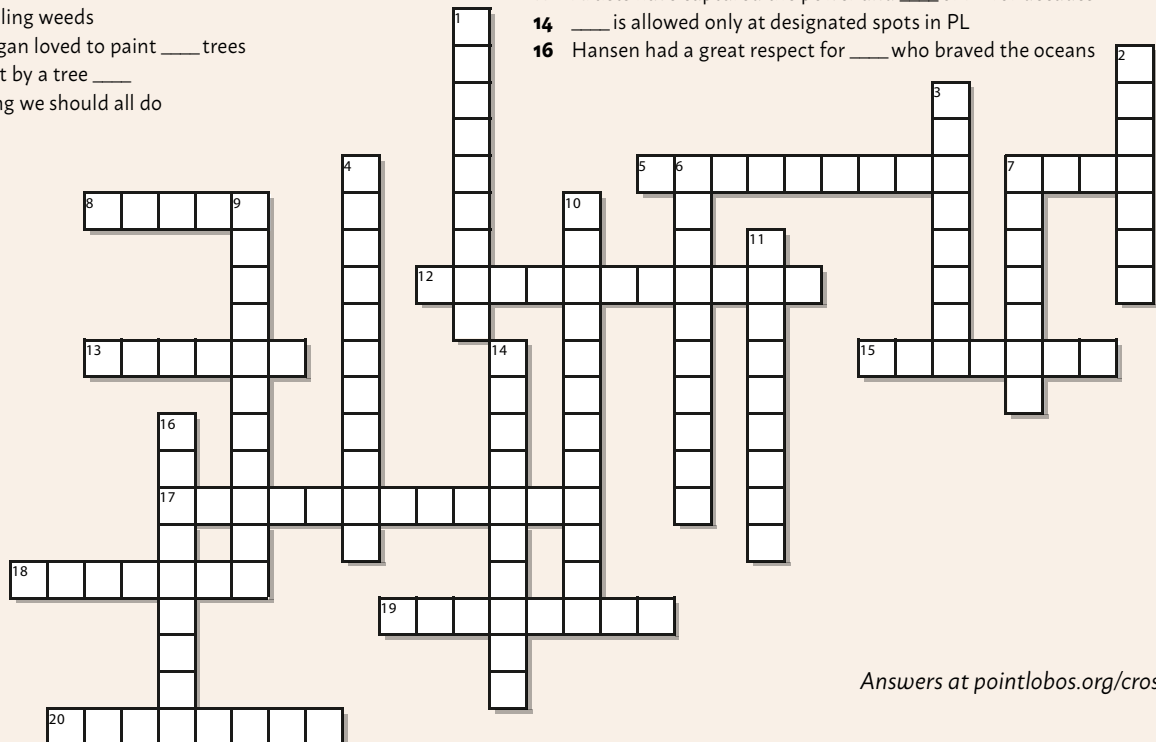 ling weeds
gan loved to paint ____ trees
t by a tree ____
ng we should all do
14 ____ is allowed only at designated spots in PL
16 Hansen had a great respect for ____ who braved the oceans
1
2
3
4
5 6
7
8 9
10
11
12
13
14
15
16
17
18
19
20
Answers at pointlobos.org/cros